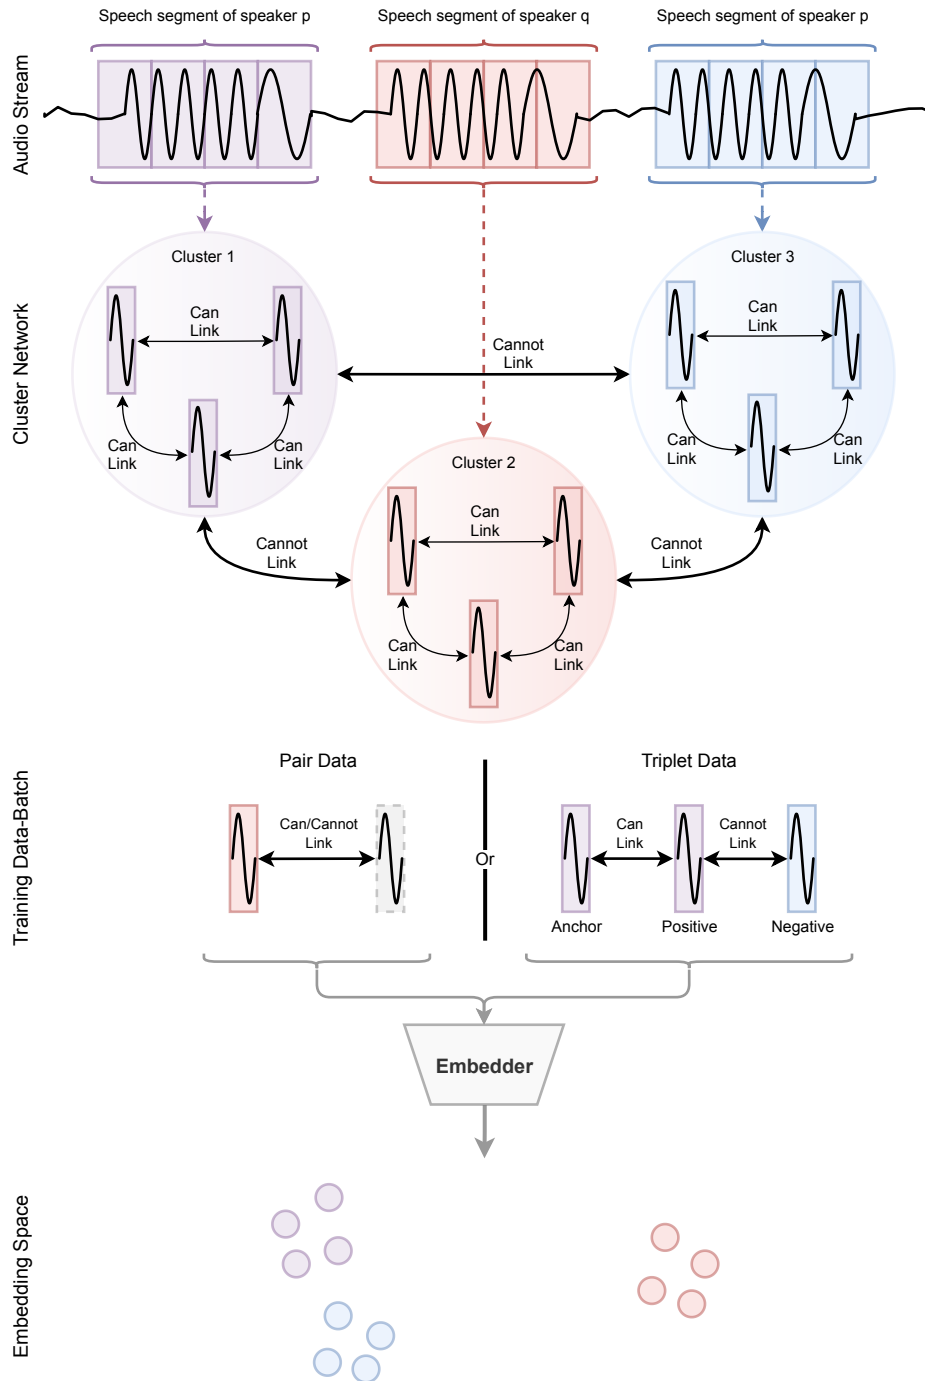 Speech segment of speaker p
Speech segment of speaker q
Speech segment of speaker p
Audio Stream
Cluster Network
Cluster 1
Can
Link
Can
Link
Can
Link
Cluster 3
Can
Link
Can
Link
Can
Link
Cannot
Link
Cluster 2
Can
Link
Can
Link
Can
Link
Cannot
Link
Cannot
Link
Training Data-Batch
Pair Data
Can/Cannot
Link
Or
Triplet Data
Can
Link
Cannot
Link
Anchor
Positive
Negative
Embedder
Embedding Space